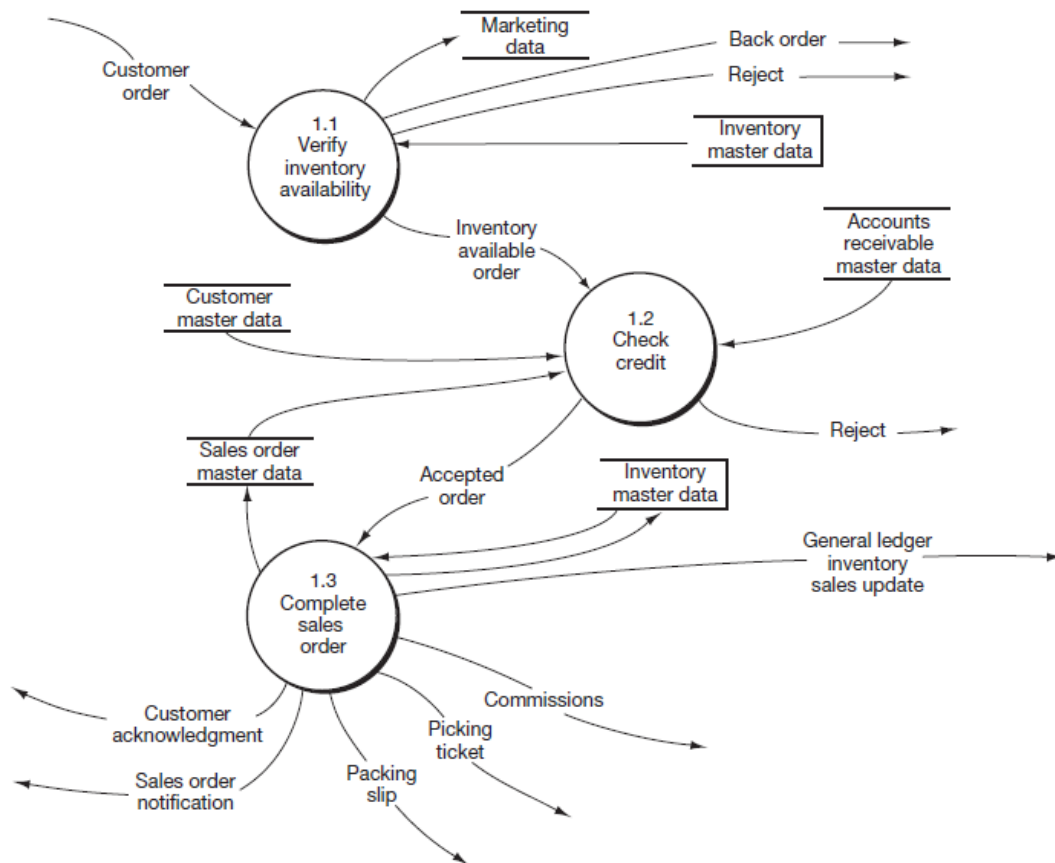 Marketing
data
Back order
Reject
Customer
order
1.1
Verify
inventory
availability
Inventory
master data
Inventory
available
order
Accounts
receivable
master data
Customer
master data
1.2
Check
credit
Reject
Sales order
master data
Accepted
order
Inventory
master data
General ledger
inventory
sales update
1.3
Complete
sales
order
Commissions
Customer
acknowledgment
Picking
ticket
Packing
slip
Sales order
notification